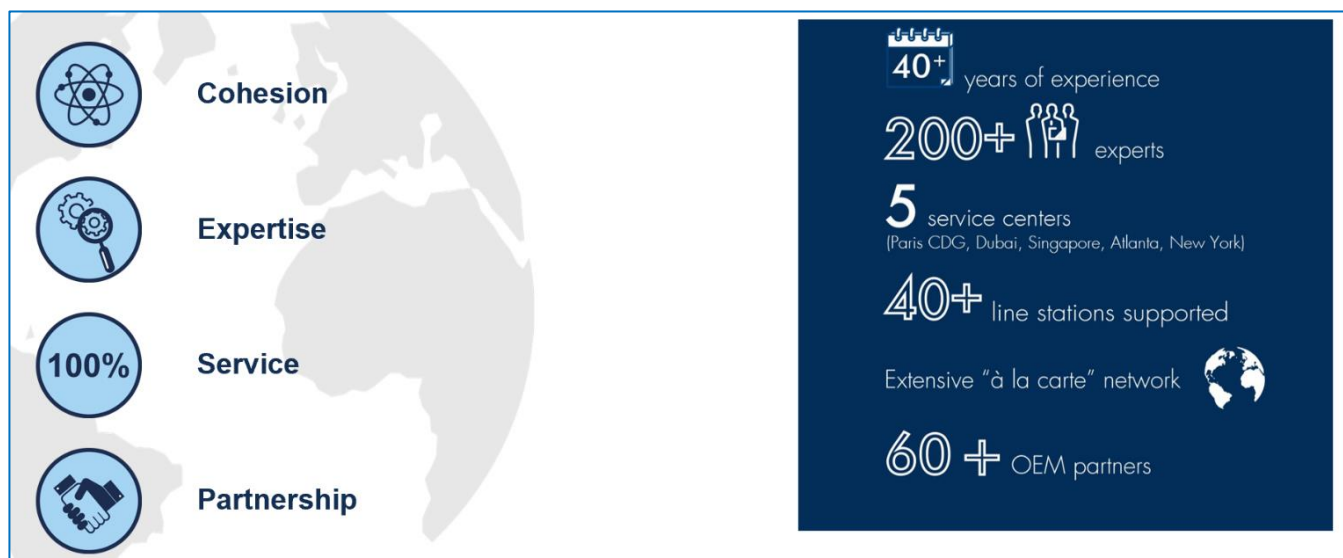 Cohesion
Expertise
100%
Service
Partnership
40+
years of experience
200+ experts
5 service centers
(Paris CDG, Dubai, Singapore, Atlanta, New York)
40+ line stations supported
Extensive “à la carte” network
60 + OEM partners